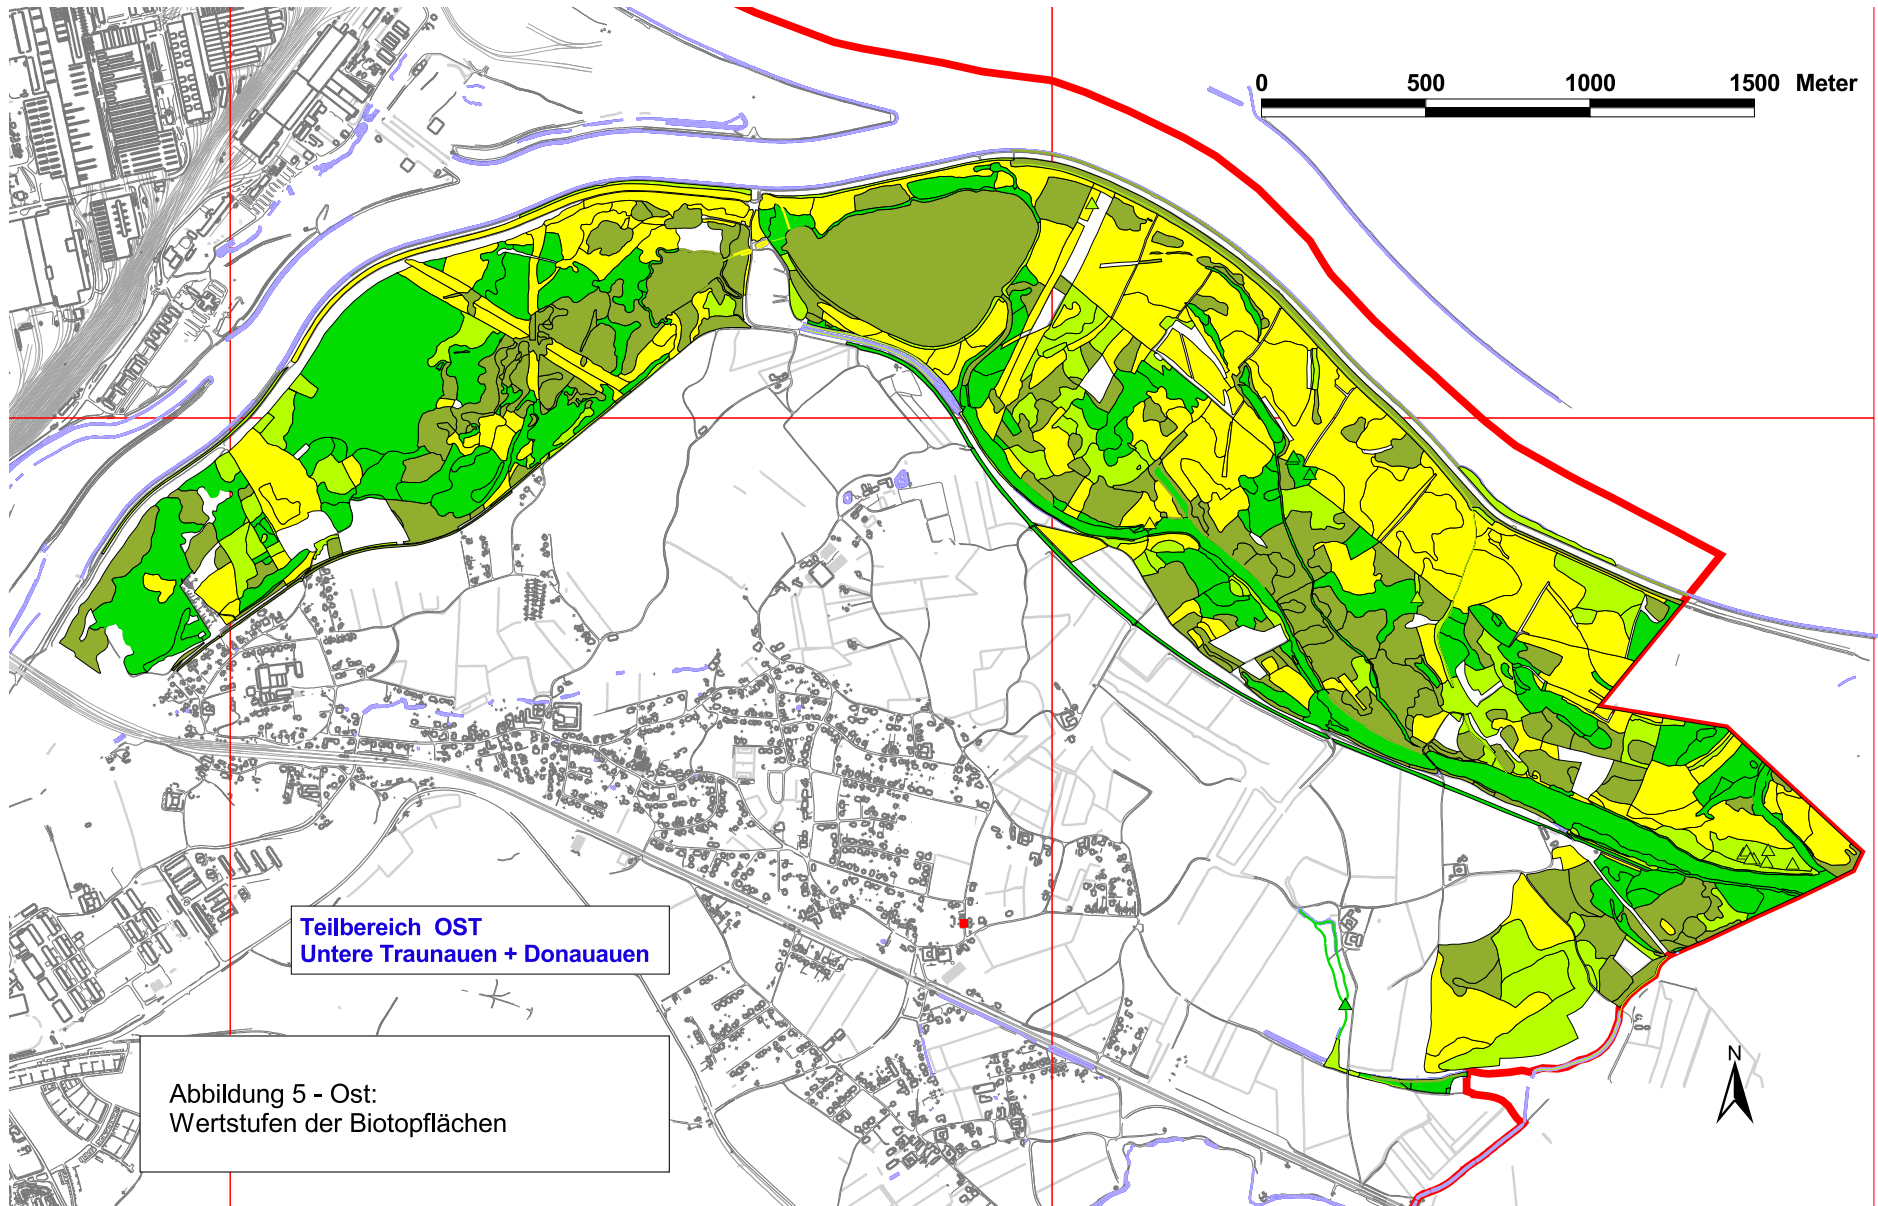 0 500 1000 1500 Meter
Teilbereich OST
Untere Traunauen + Donauauen
Abbildung 5 - Ost:
Wertstufen der Biotopflächen
N